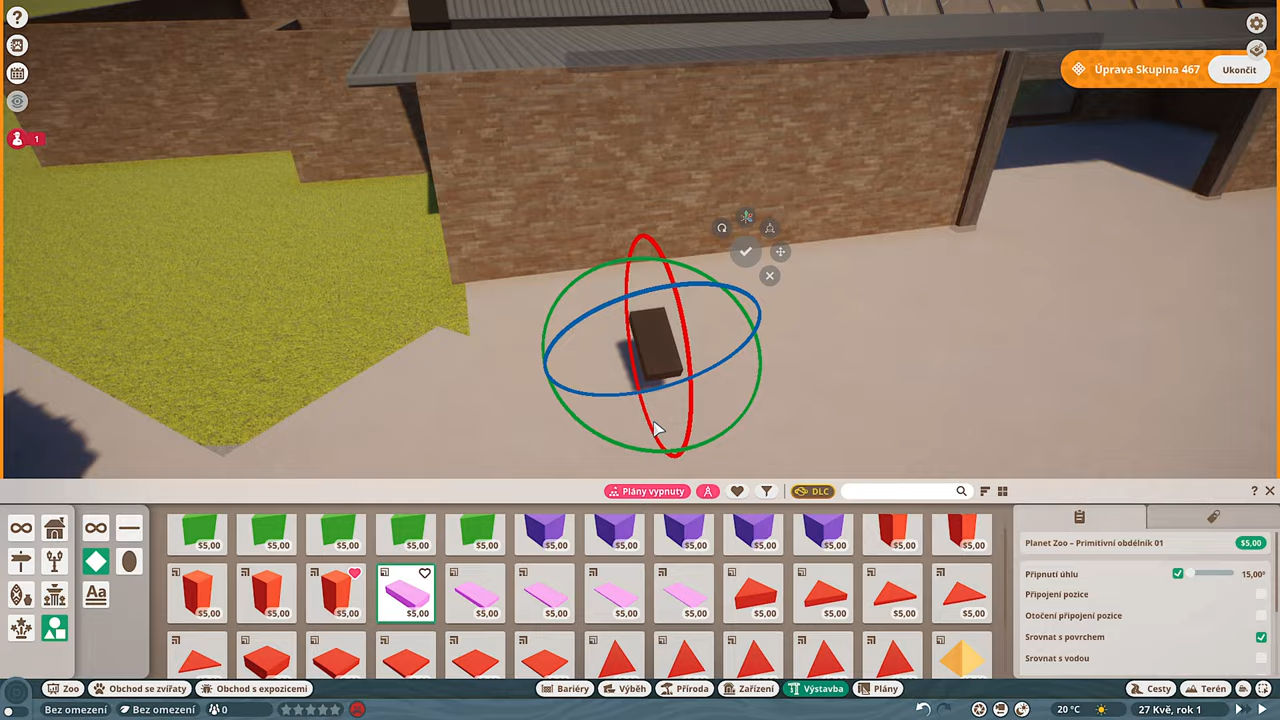 ?
1
Úprava Skupina 467
Ukončit
Plány vypnuty
DLC
?
$5,00 $5,00 $5,00 $5,00 $5,00 $5,00 $5,00 $5,00 $5,00 $5,00 $5,00 $5,00
$5,00 $5,00 $5,00 $5,00 $5,00 $5,00 $5,00 $5,00 $5,00 $5,00 $5,00 $5,00
Aa
Planet Zoo – Primitivní obdélník 01
$5,00
Připnutí úhlu
15,00°
Připojení pozice
Otočení připojení pozice
Srovnat s povrchem
Srovnat s vodou
Zoo
Obchod se zvířaty
Obchod s expozicemi
Bariéry
Výběh
Příroda
Zařízení
Výstavba
Plány
Cesty
Terén
Bez omezení
Bez omezení
0
20 °C
27 Kvě, rok 1